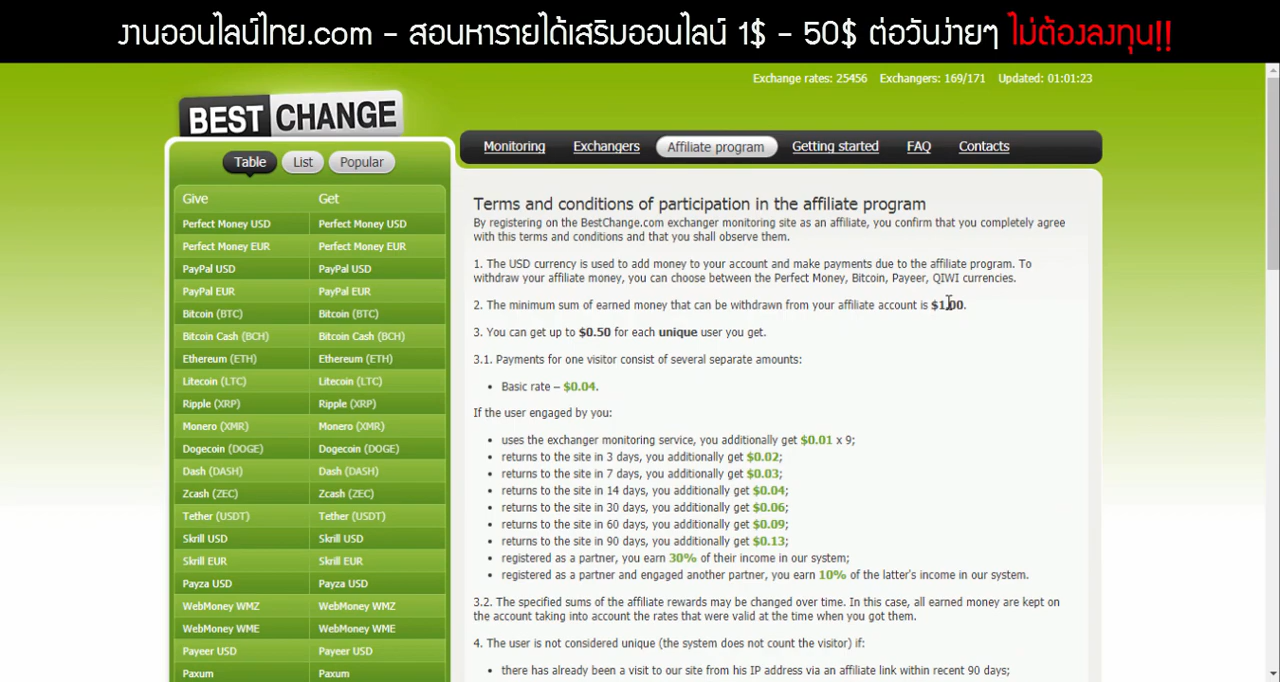 งานออนไลน์ไทย.com - สอนหารายได้เสริมออนไลน์ 1$ - 50$ ต่อวันง่ายๆ ไม่ต้องลงทุน!!
Exchange rates: 25456 Exchangers: 169/171 Updated: 01:01:23
BEST CHANGE
Monitoring Exchangers Affiliate program Getting started FAQ Contacts
Table List Popular
Give Get
Perfect Money USD Perfect Money USD
Perfect Money EUR Perfect Money EUR
PayPal USD PayPal USD
PayPal EUR PayPal EUR
Bitcoin (BTC) Bitcoin (BTC)
Bitcoin Cash (BCH) Bitcoin Cash (BCH)
Ethereum (ETH) Ethereum (ETH)
Litecoin (LTC) Litecoin (LTC)
Ripple (XRP) Ripple (XRP)
Monero (XMR) Monero (XMR)
Dogecoin (DOGE) Dogecoin (DOGE)
Dash (DASH) Dash (DASH)
Zcash (ZEC) Zcash (ZEC)
Tether (USDT) Tether (USDT)
Skrill USD Skrill USD
Skrill EUR Skrill EUR
Payza USD Payza USD
WebMoney WMZ WebMoney WMZ
WebMoney WME WebMoney WME
Payeer USD Payeer USD
Paxum Paxum
Terms and conditions of participation in the affiliate program
By registering on the BestChange.com exchanger monitoring site as an affiliate, you confirm that you completely agree
with this terms and conditions and that you shall observe them.
1. The USD currency is used to add money to your account and make payments due to the affiliate program. To
withdraw your affiliate money, you can choose between the Perfect Money, Bitcoin, Payeer, QIWI currencies.
2. The minimum sum of earned money that can be withdrawn from your affiliate account is $1.00.
3. You can get up to $0.50 for each unique user you get.
3.1. Payments for one visitor consist of several separate amounts:
• Basic rate – $0.04.
If the user engaged by you:
• uses the exchanger monitoring service, you additionally get $0.01 x 9;
• returns to the site in 3 days, you additionally get $0.02;
• returns to the site in 7 days, you additionally get $0.03;
• returns to the site in 14 days, you additionally get $0.04;
• returns to the site in 30 days, you additionally get $0.06;
• returns to the site in 60 days, you additionally get $0.09;
• returns to the site in 90 days, you additionally get $0.13;
• registered as a partner, you earn 30% of their income in our system;
• registered as a partner and engaged another partner, you earn 10% of the latter's income in our system.
3.2. The specified sums of the affiliate rewards may be changed over time. In this case, all earned money are kept on
the account taking into account the rates that were valid at the time when you got them.
4. The user is not considered unique (the system does not count the visitor) if:
• there has already been a visit to our site from his IP address via an affiliate link within recent 90 days;